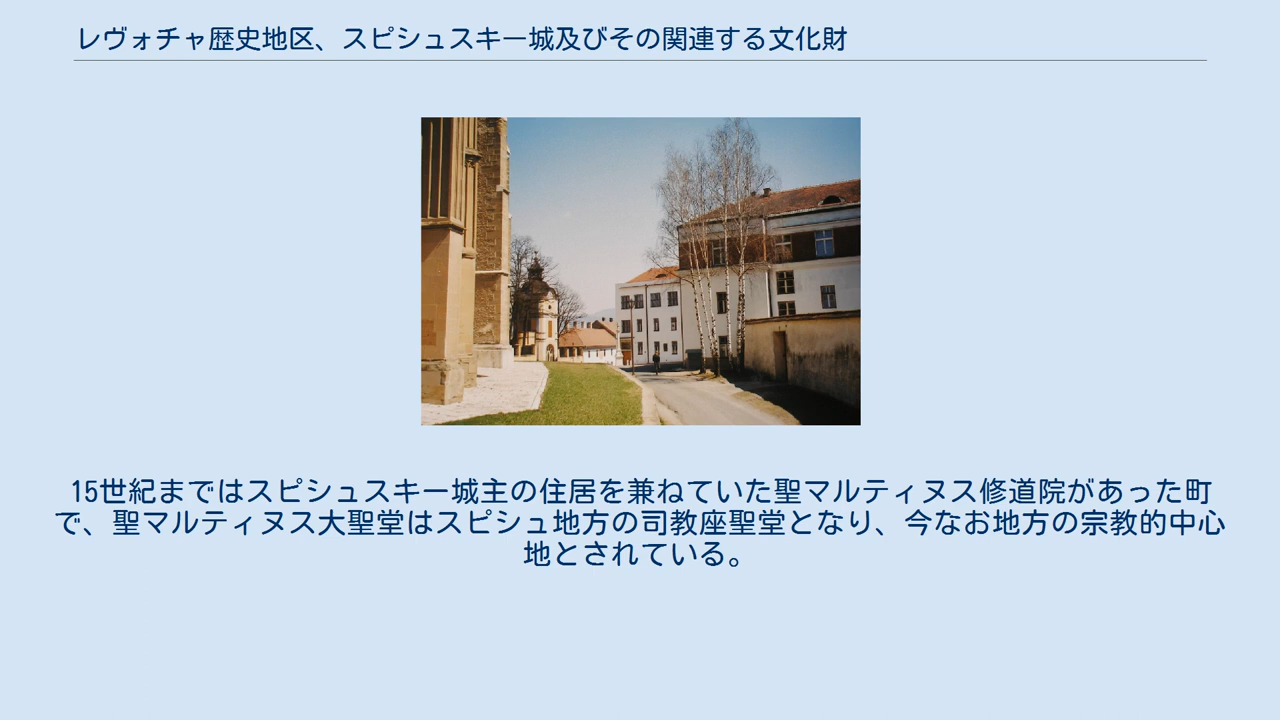 レヴォチャ歴史地区、スピシュスキー城及びその関連する文化財
15世紀まではスピシュスキー城主の住居を兼ねていた聖マルティヌス修道院があった町
で、聖マルティヌス大聖堂はスピシュ地方の司教座聖堂となり、今なお地方の宗教的中心
地とされている。